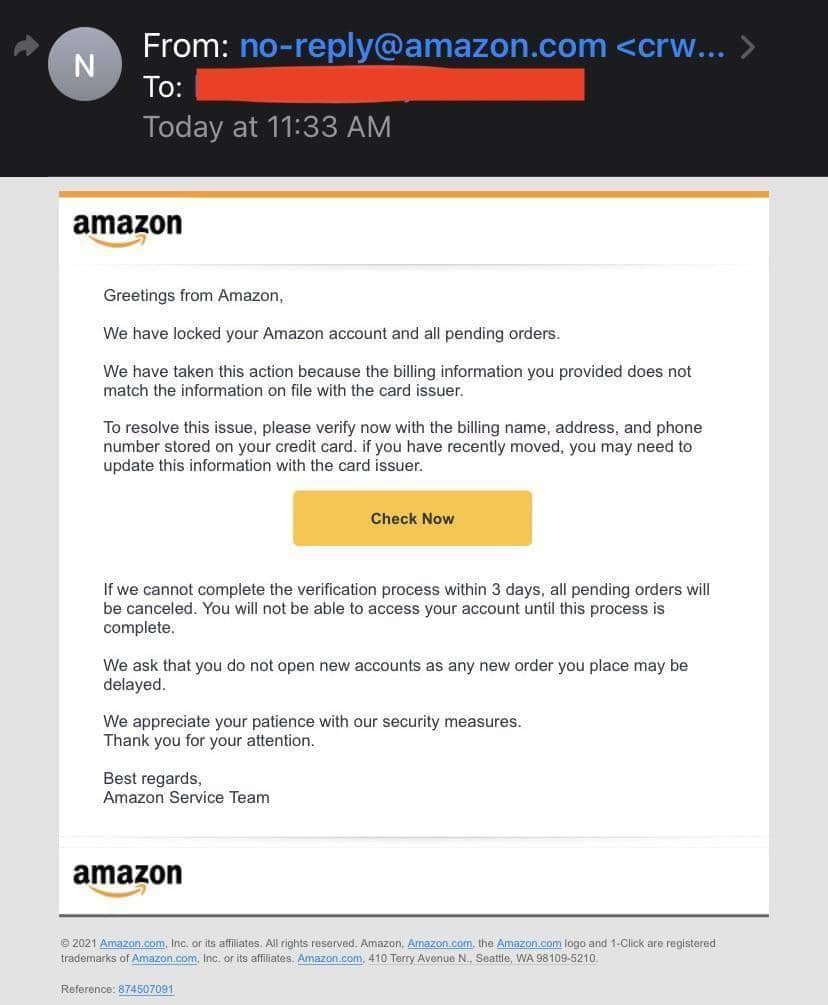 N
From: no-reply@amazon.com <crw...
To:
Today at 11:33 AM
amazon
Greetings from Amazon,
We have locked your Amazon account and all pending orders.
We have taken this action because the billing information you provided does not
match the information on file with the card issuer.
To resolve this issue, please verify now with the billing name, address, and phone
number stored on your credit card. if you have recently moved, you may need to
update this information with the card issuer.
Check Now
If we cannot complete the verification process within 3 days, all pending orders will
be canceled. You will not be able to access your account until this process is
complete.
We ask that you do not open new accounts as any new order you place may be
delayed.
We appreciate your patience with our security measures.
Thank you for your attention.
Best regards,
Amazon Service Team
amazon
© 2021 Amazon.com, Inc. or its affiliates. All rights reserved. Amazon, Amazon.com, the Amazon.com logo and 1-Click are registered
trademarks of Amazon.com, Inc. or its affiliates. Amazon.com, 410 Terry Avenue N., Seattle, WA 98109-5210.
Reference: 874507091